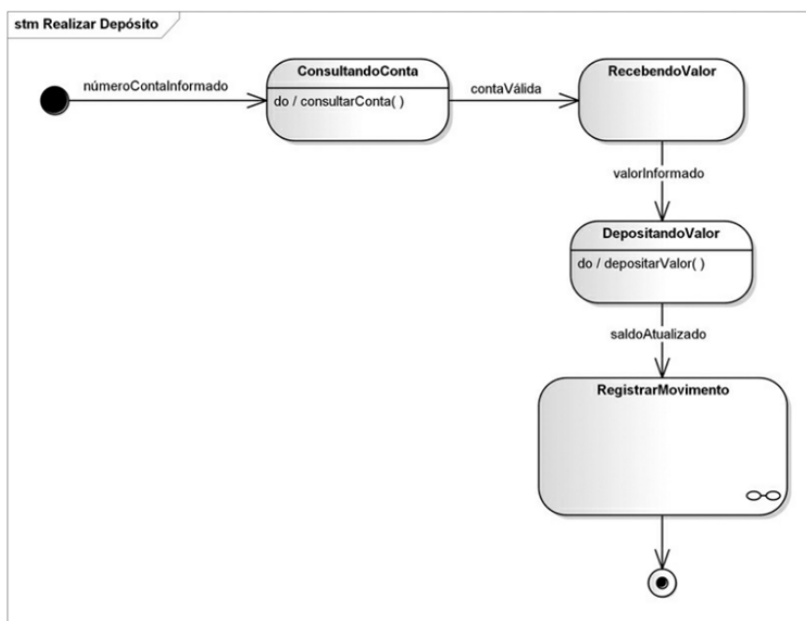 stm Realizar Depósito
númeroContaInformado
ConsultandoConta
do / consultarConta( )
contaVálida
RecebendoValor
valorInformado
DepositandoValor
do / depositarValor( )
saldoAtualizado
RegistrarMovimento